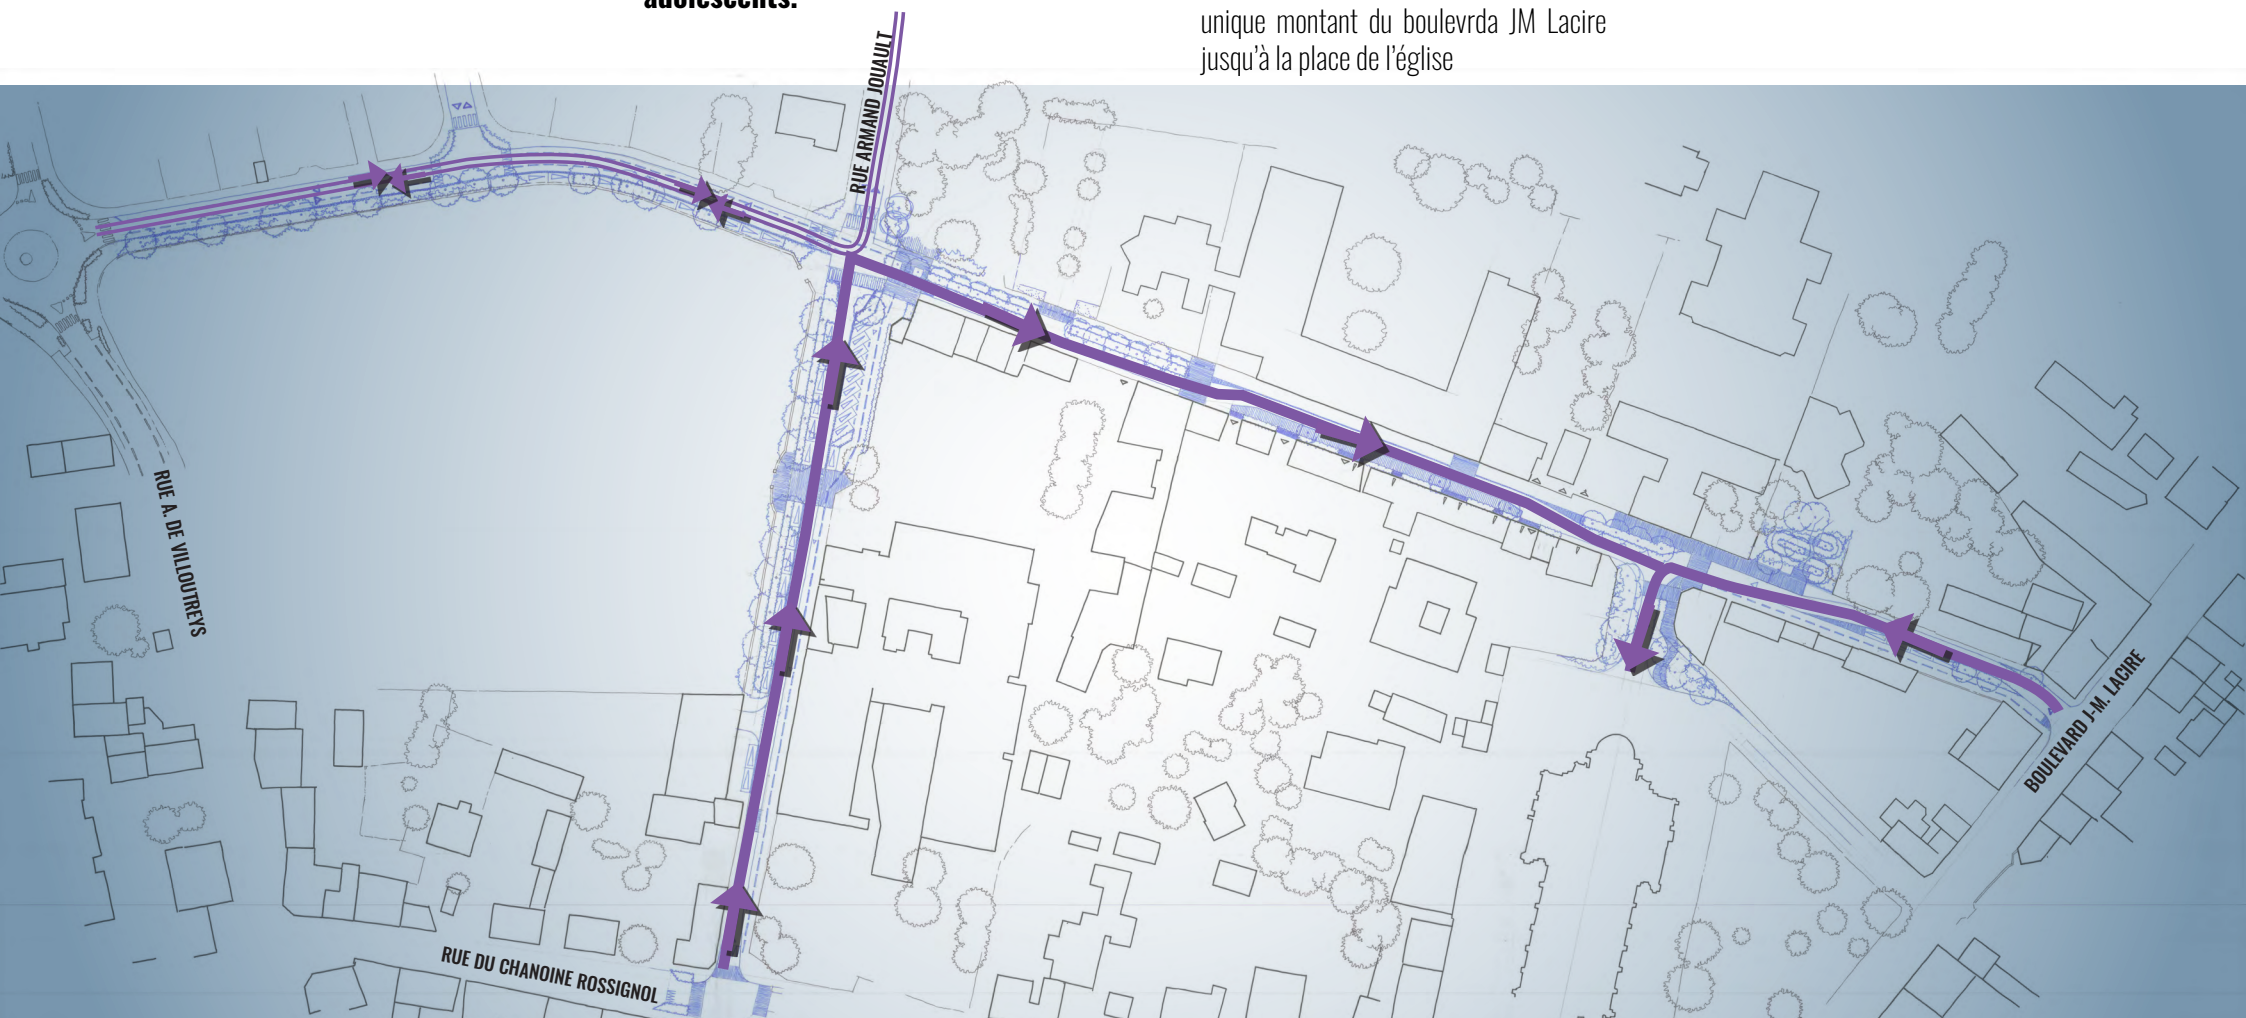 adolescents.
unique montant du boulevrda JM Lacire
jusqu'à la place de l'église
RUE ARMAND JOUAULT
RUE A. DE VILLOUTREYS
BOULEVARD J-M. LACIRE
RUE DU CHANOINE ROSSIGNOL